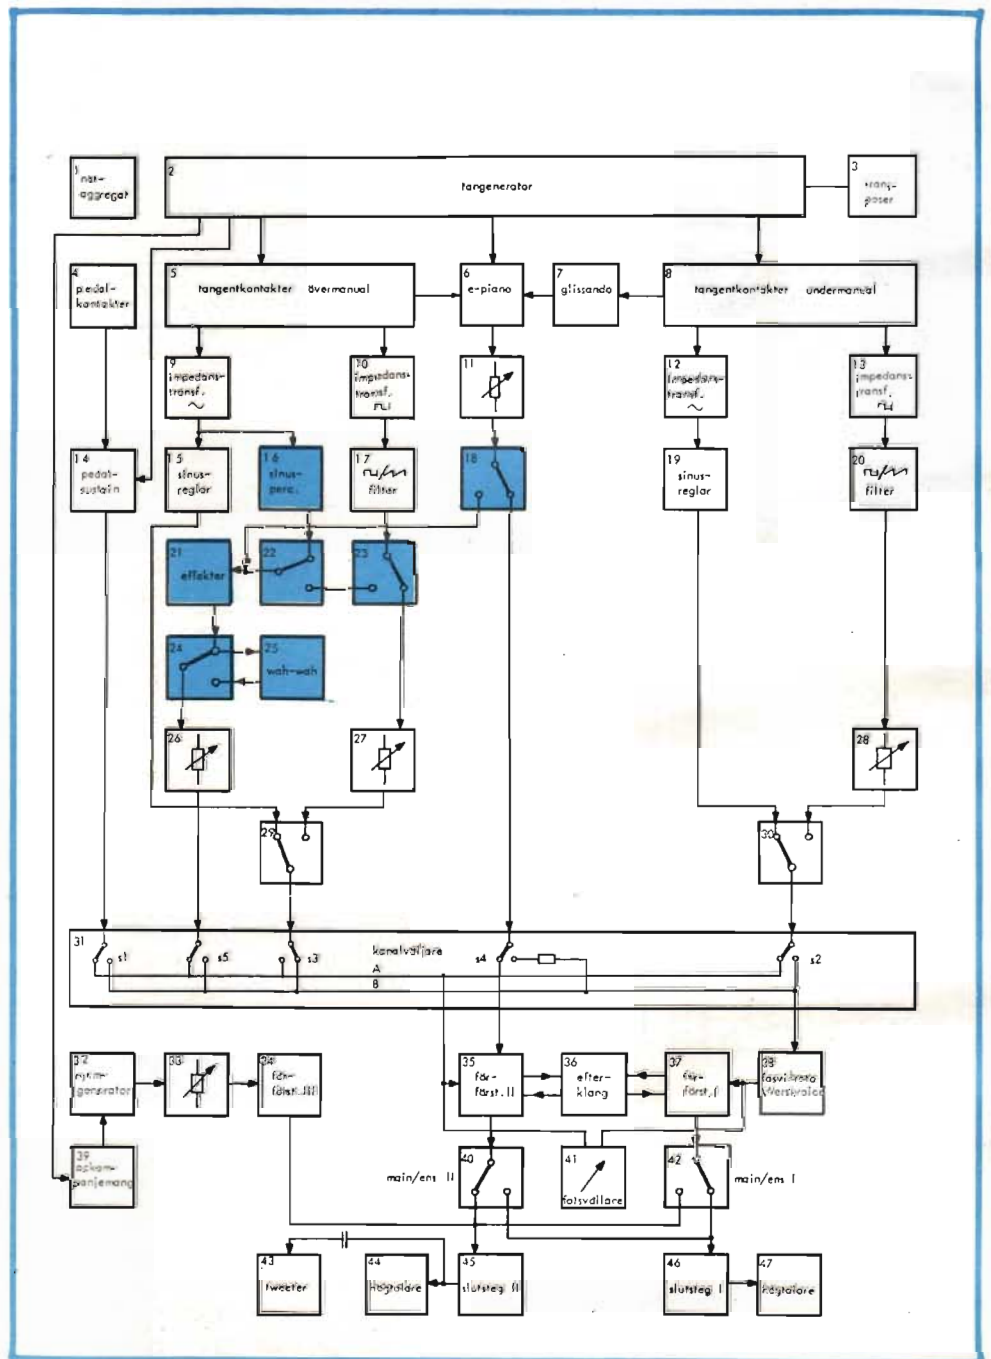 1
nät-
aggregat
2
tongenerator
3
trans-
poser
4
pedal-
kontakter
5
tangentkontakter övermanual
6
e-piano
7
glissando
8
tangentkontakter undermanual
9
impedans-
transf.
10
impedans-
transf.
11
12
impedans-
transf.
13
impedans-
transf.
14
pedal-
sustain
15
sinus-
reglar
16
sinus-
perc.
17
filter
18
19
sinus-
reglar
20
filter
21
effekter
22
23
24
25
wah-wah
26
27
28
29
30
31
kanalväljare
s1
s5
s3
s4
s2
A
B
32
rytm-
generator
33
34
för-
först. III
35
för-
först. II
36
efter-
klang
37
för-
först. I
38
fasvibrato
39
ackom-
panjemang
40
main/ens II
41
fotsvällare
42
main/ens I
43
tweeter
44
högtalare
45
slutsteg II
46
slutsteg I
47
högtalare